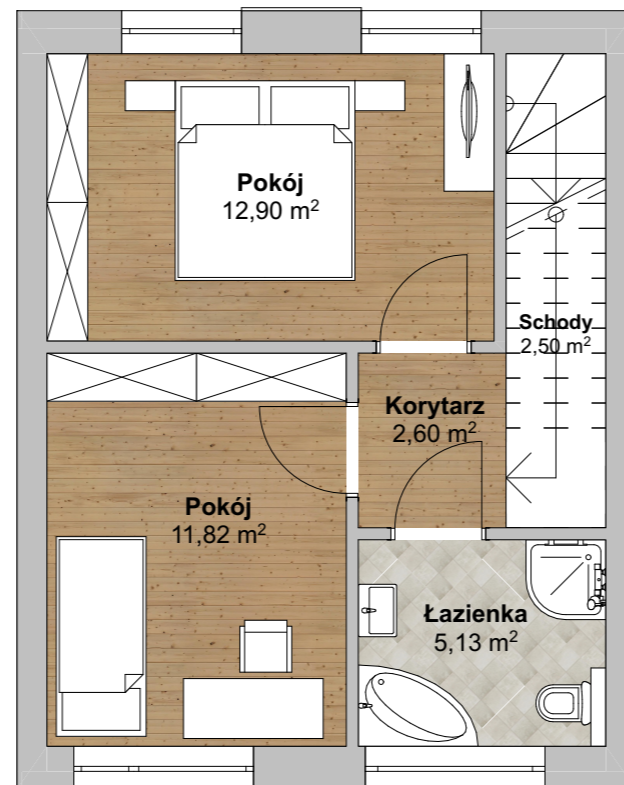 Pokój
12,90 m²
Schody
2,50 m²
Korytarz
2,60 m²
Pokój
11,82 m²
Łazienka
5,13 m²